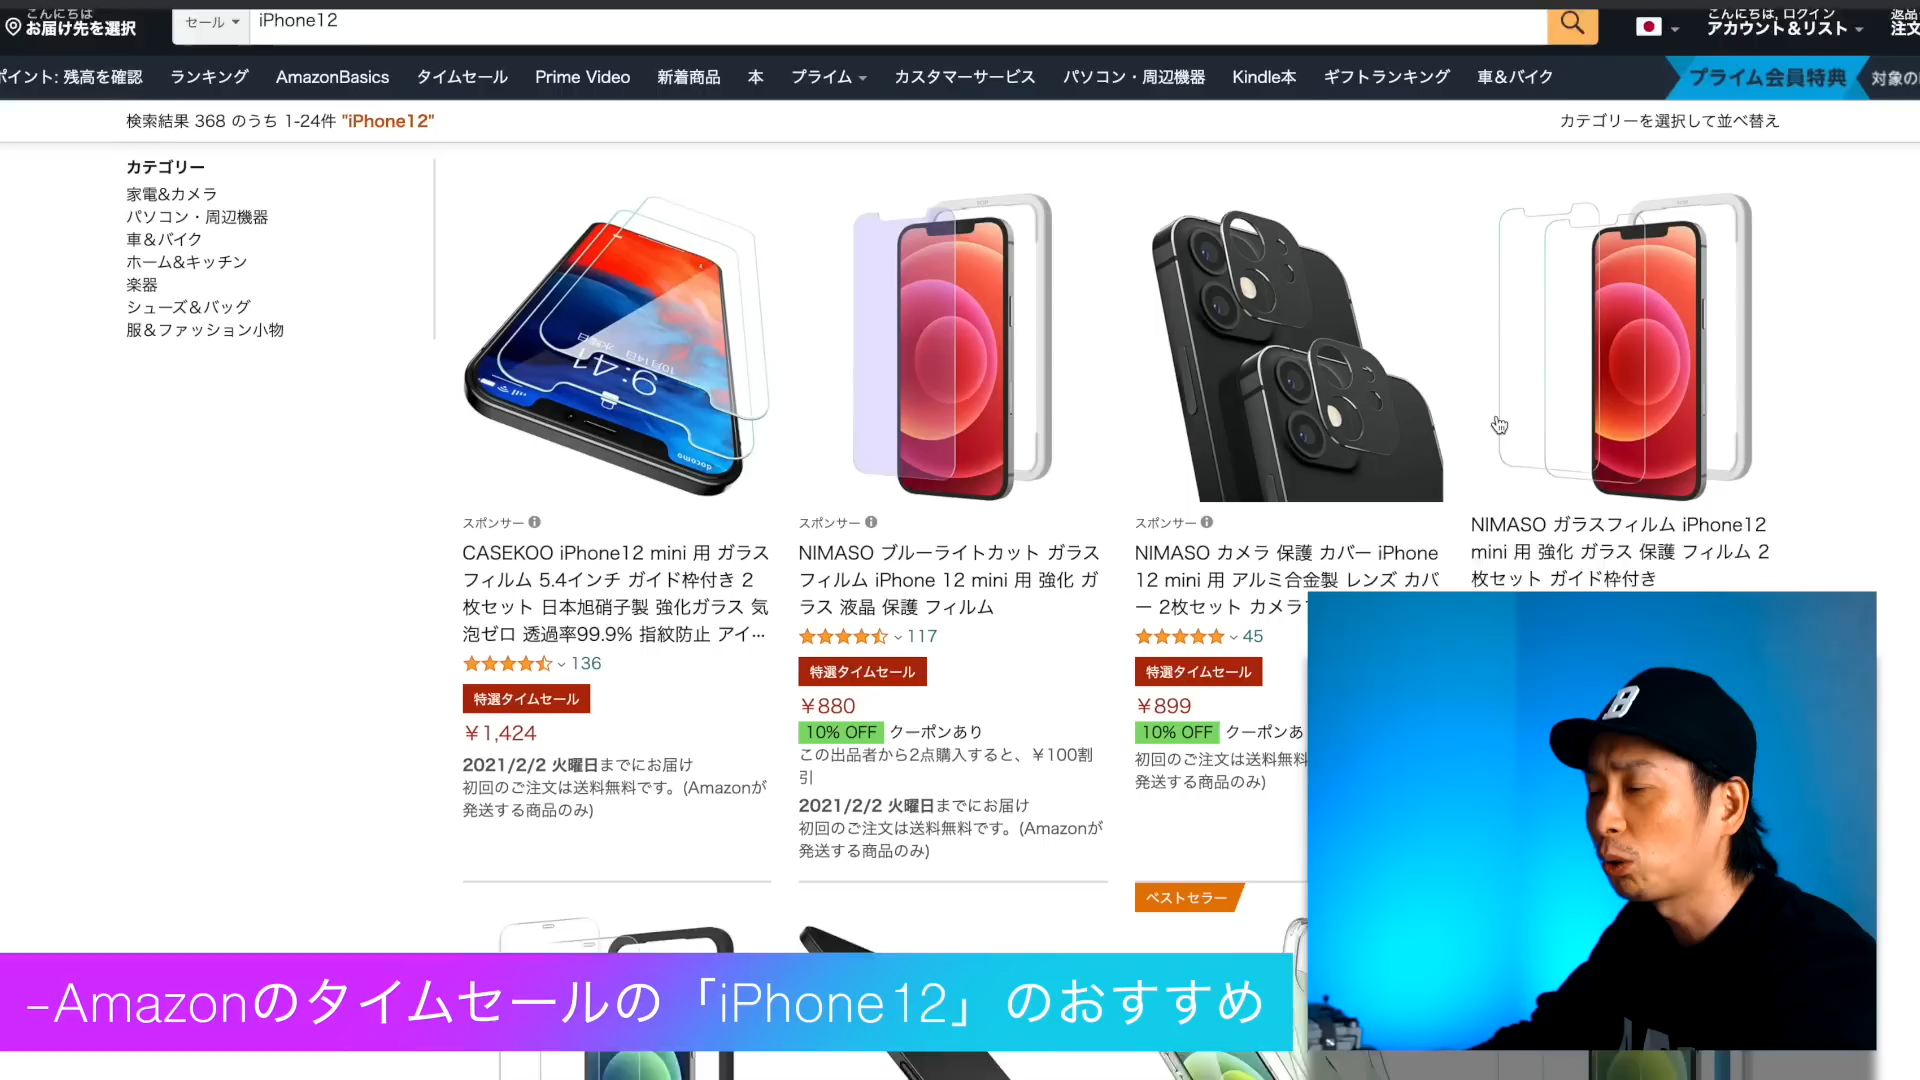 こんにちは
お届け先を選択
セール
iPhone12
こんにちは, ログイン
アカウント&リスト
返品
注文
ポイント: 残高を確認
ランキング
AmazonBasics
タイムセール
Prime Video
新着商品
本
プライム
カスタマーサービス
パソコン・周辺機器
Kindle本
ギフトランキング
車&バイク
プライム会員特典
対象の
検索結果 368 のうち 1-24件 "iPhone12"
カテゴリーを選択して並べ替え
カテゴリー
家電&カメラ
パソコン・周辺機器
車&バイク
ホーム&キッチン
楽器
シューズ&バッグ
服&ファッション小物
9:41
10月14日 水曜日
docomo
スポンサー
CASEKOO iPhone12 mini 用 ガラス
フィルム 5.4インチ ガイド枠付き 2
枚セット 日本旭硝子製 強化ガラス 気
泡ゼロ 透過率99.9% 指紋防止 アイ…
136
特選タイムセール
￥1,424
2021/2/2 火曜日までにお届け
初回のご注文は送料無料です。(Amazonが
発送する商品のみ)
スポンサー
NIMASO ブルーライトカット ガラス
フィルム iPhone 12 mini 用 強化 ガ
ラス 液晶 保護 フィルム
117
特選タイムセール
￥880
10% OFF クーポンあり
この出品者から2点購入すると、￥100割
引
2021/2/2 火曜日までにお届け
初回のご注文は送料無料です。(Amazonが
発送する商品のみ)
スポンサー
NIMASO カメラ 保護 カバー iPhone
12 mini 用 アルミ合金製 レンズ カバ
ー 2枚セット カメラ
45
特選タイムセール
￥899
10% OFF クーポンあ
初回のご注文は送料無料
発送する商品のみ)
NIMASO ガラスフィルム iPhone12
mini 用 強化 ガラス 保護 フィルム 2
枚セット ガイド枠付き
ベストセラー
B
–Amazonのタイムセールの「iPhone12」のおすすめ